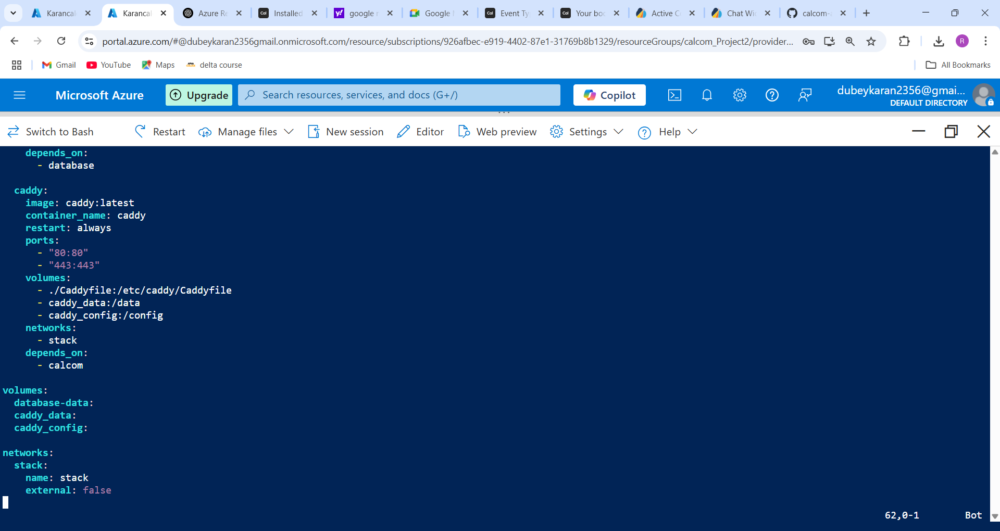 Karancal
Karancal
Azure Re
Installed
google r
Google
Event Ty
Your boo
Active C
Chat Wi
calcom-
portal.azure.com/#@dubeykaran2356gmail.onmicrosoft.com/resource/subscriptions/926afbec-e919-4402-87e1-31769b8b1329/resourceGroups/calcom_Project2/provider...
R
Gmail
YouTube
Maps
delta course
All Bookmarks
Microsoft Azure
Upgrade
Search resources, services, and docs (G+/)
Copilot
dubeykaran2356@gmai...
DEFAULT DIRECTORY
Switch to Bash
Restart
Manage files
New session
Editor
Web preview
Settings
Help
depends_on:
- database
caddy:
image: caddy:latest
container_name: caddy
restart: always
ports:
- "80:80"
- "443:443"
volumes:
- ./Caddyfile:/etc/caddy/Caddyfile
- caddy_data:/data
- caddy_config:/config
networks:
- stack
depends_on:
- calcom
volumes:
database-data:
caddy_data:
caddy_config:
networks:
stack:
name: stack
external: false
62,0-1 Bot